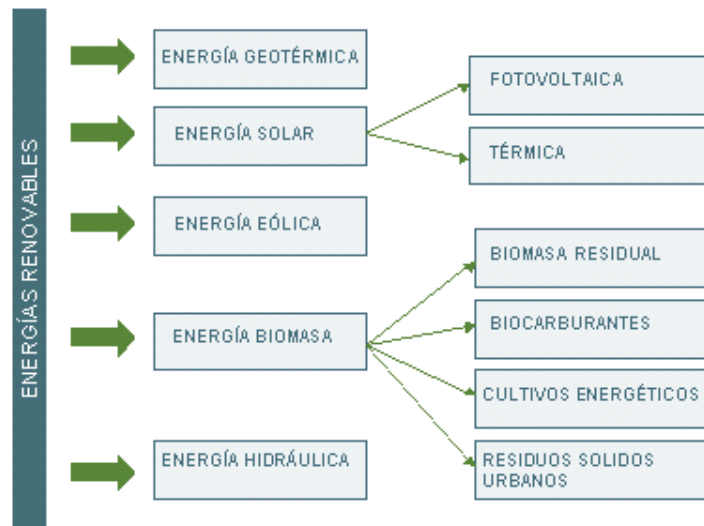 ENERGÍAS RENOVABLES
ENERGÍA GEOTÉRMICA
ENERGÍA SOLAR
FOTOVOLTAICA
TÉRMICA
ENERGÍA EÓLICA
ENERGÍA BIOMASA
BIOMASA RESIDUAL
BIOCARBURANTES
CULTIVOS ENERGÉTICOS
RESIDUOS SOLIDOS
URBANOS
ENERGÍA HIDRÁULICA